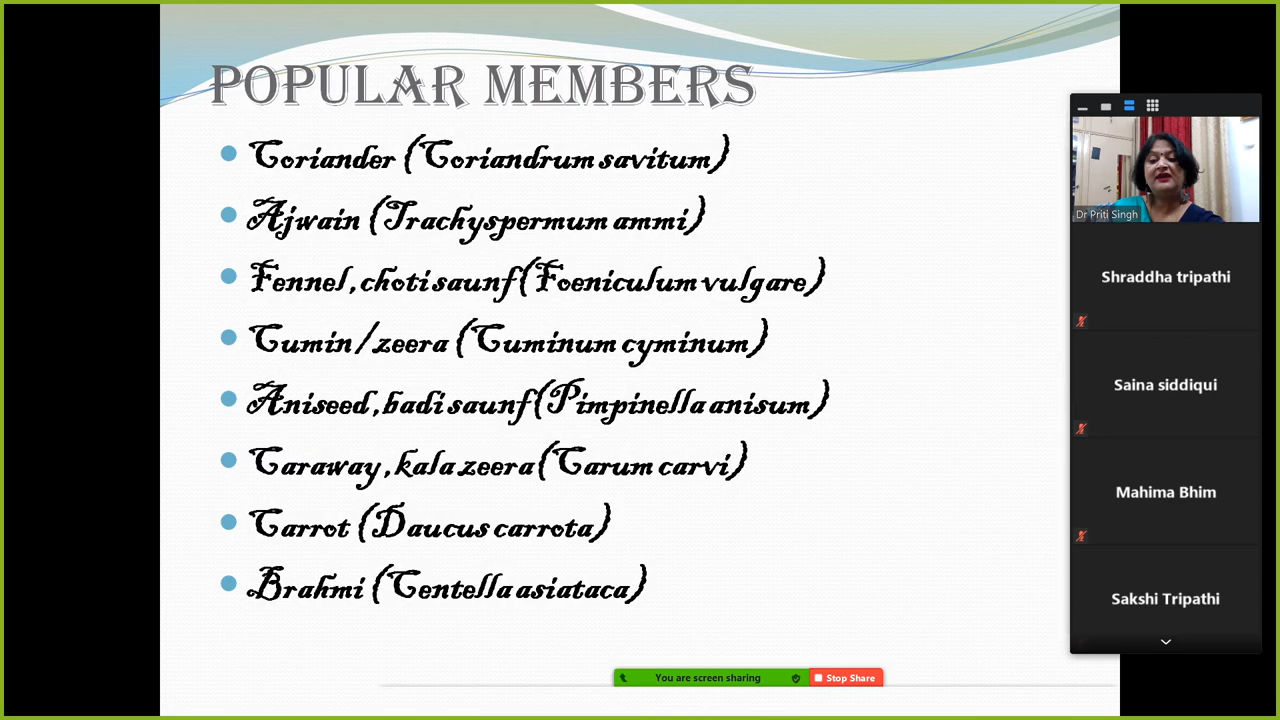 POPULAR MEMBERS
Coriander (Coriandrum savitum)
Ajwain (Trachyspermum ammi)
Fennel, choti saunf (Foeniculum vulgare)
Cumin/zeera (Cuminum cyminum)
Aniseed, badi saunf (Pimpinella anisum)
Caraway, kala zeera (Carum carvi)
Carrot (Daucus carrota)
Brahmi (Centella asiataca)
Dr Priti Singh
Shraddha tripathi
Saina siddiqui
Mahima Bhim
Sakshi Tripathi
You are screen sharing
Stop Share